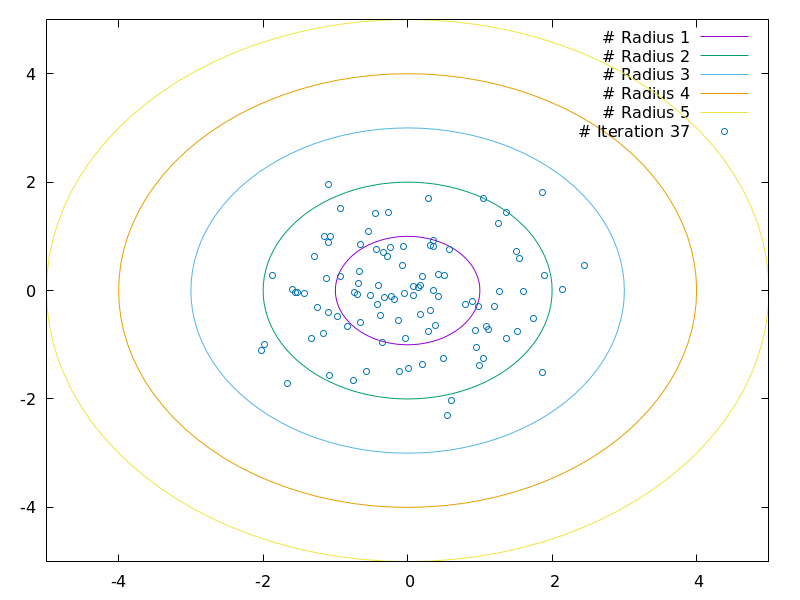 # Radius 1
# Radius 2
# Radius 3
# Radius 4
# Radius 5
# Iteration 37
4
2
0
-2
-4
-4 -2 0 2 4